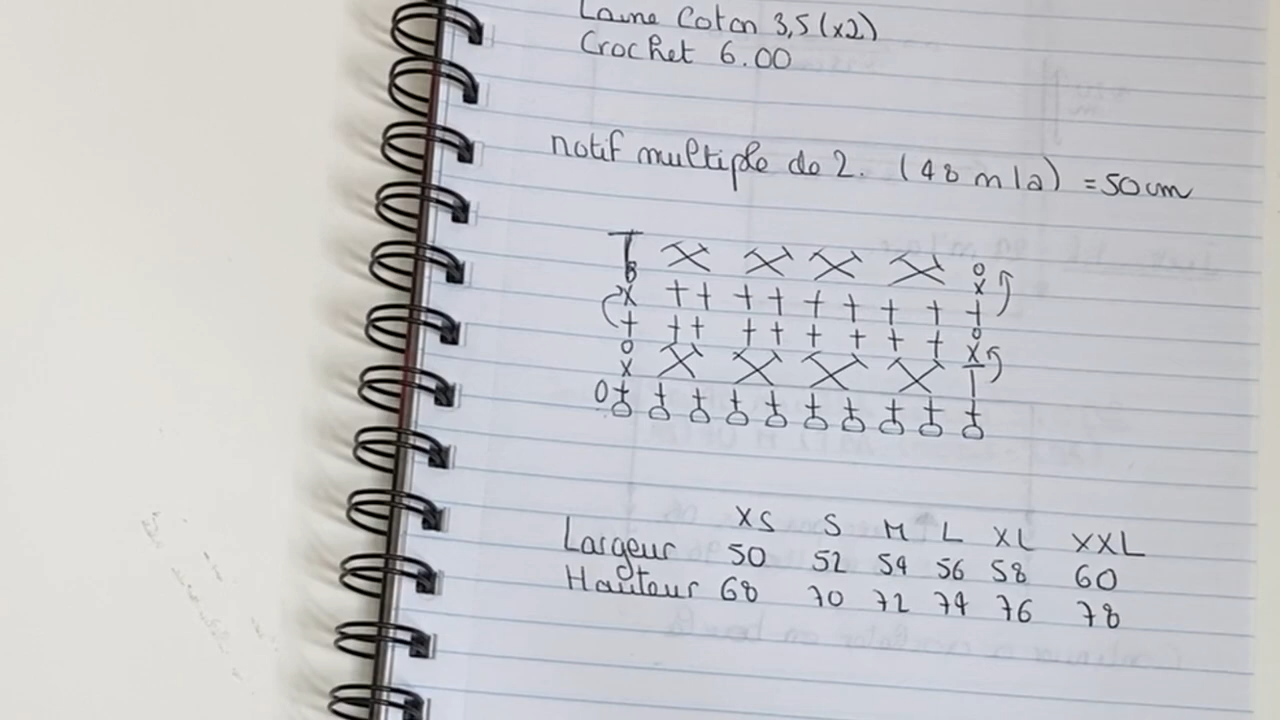 Laine Coton 3,5 (x2)
Crochet 6.00
motif multiple de 2. (48 m la) = 50 cm
XS S M L XL XXL
Largeur 50 52 54 56 58 60
Hauteur 68 70 72 74 76 78